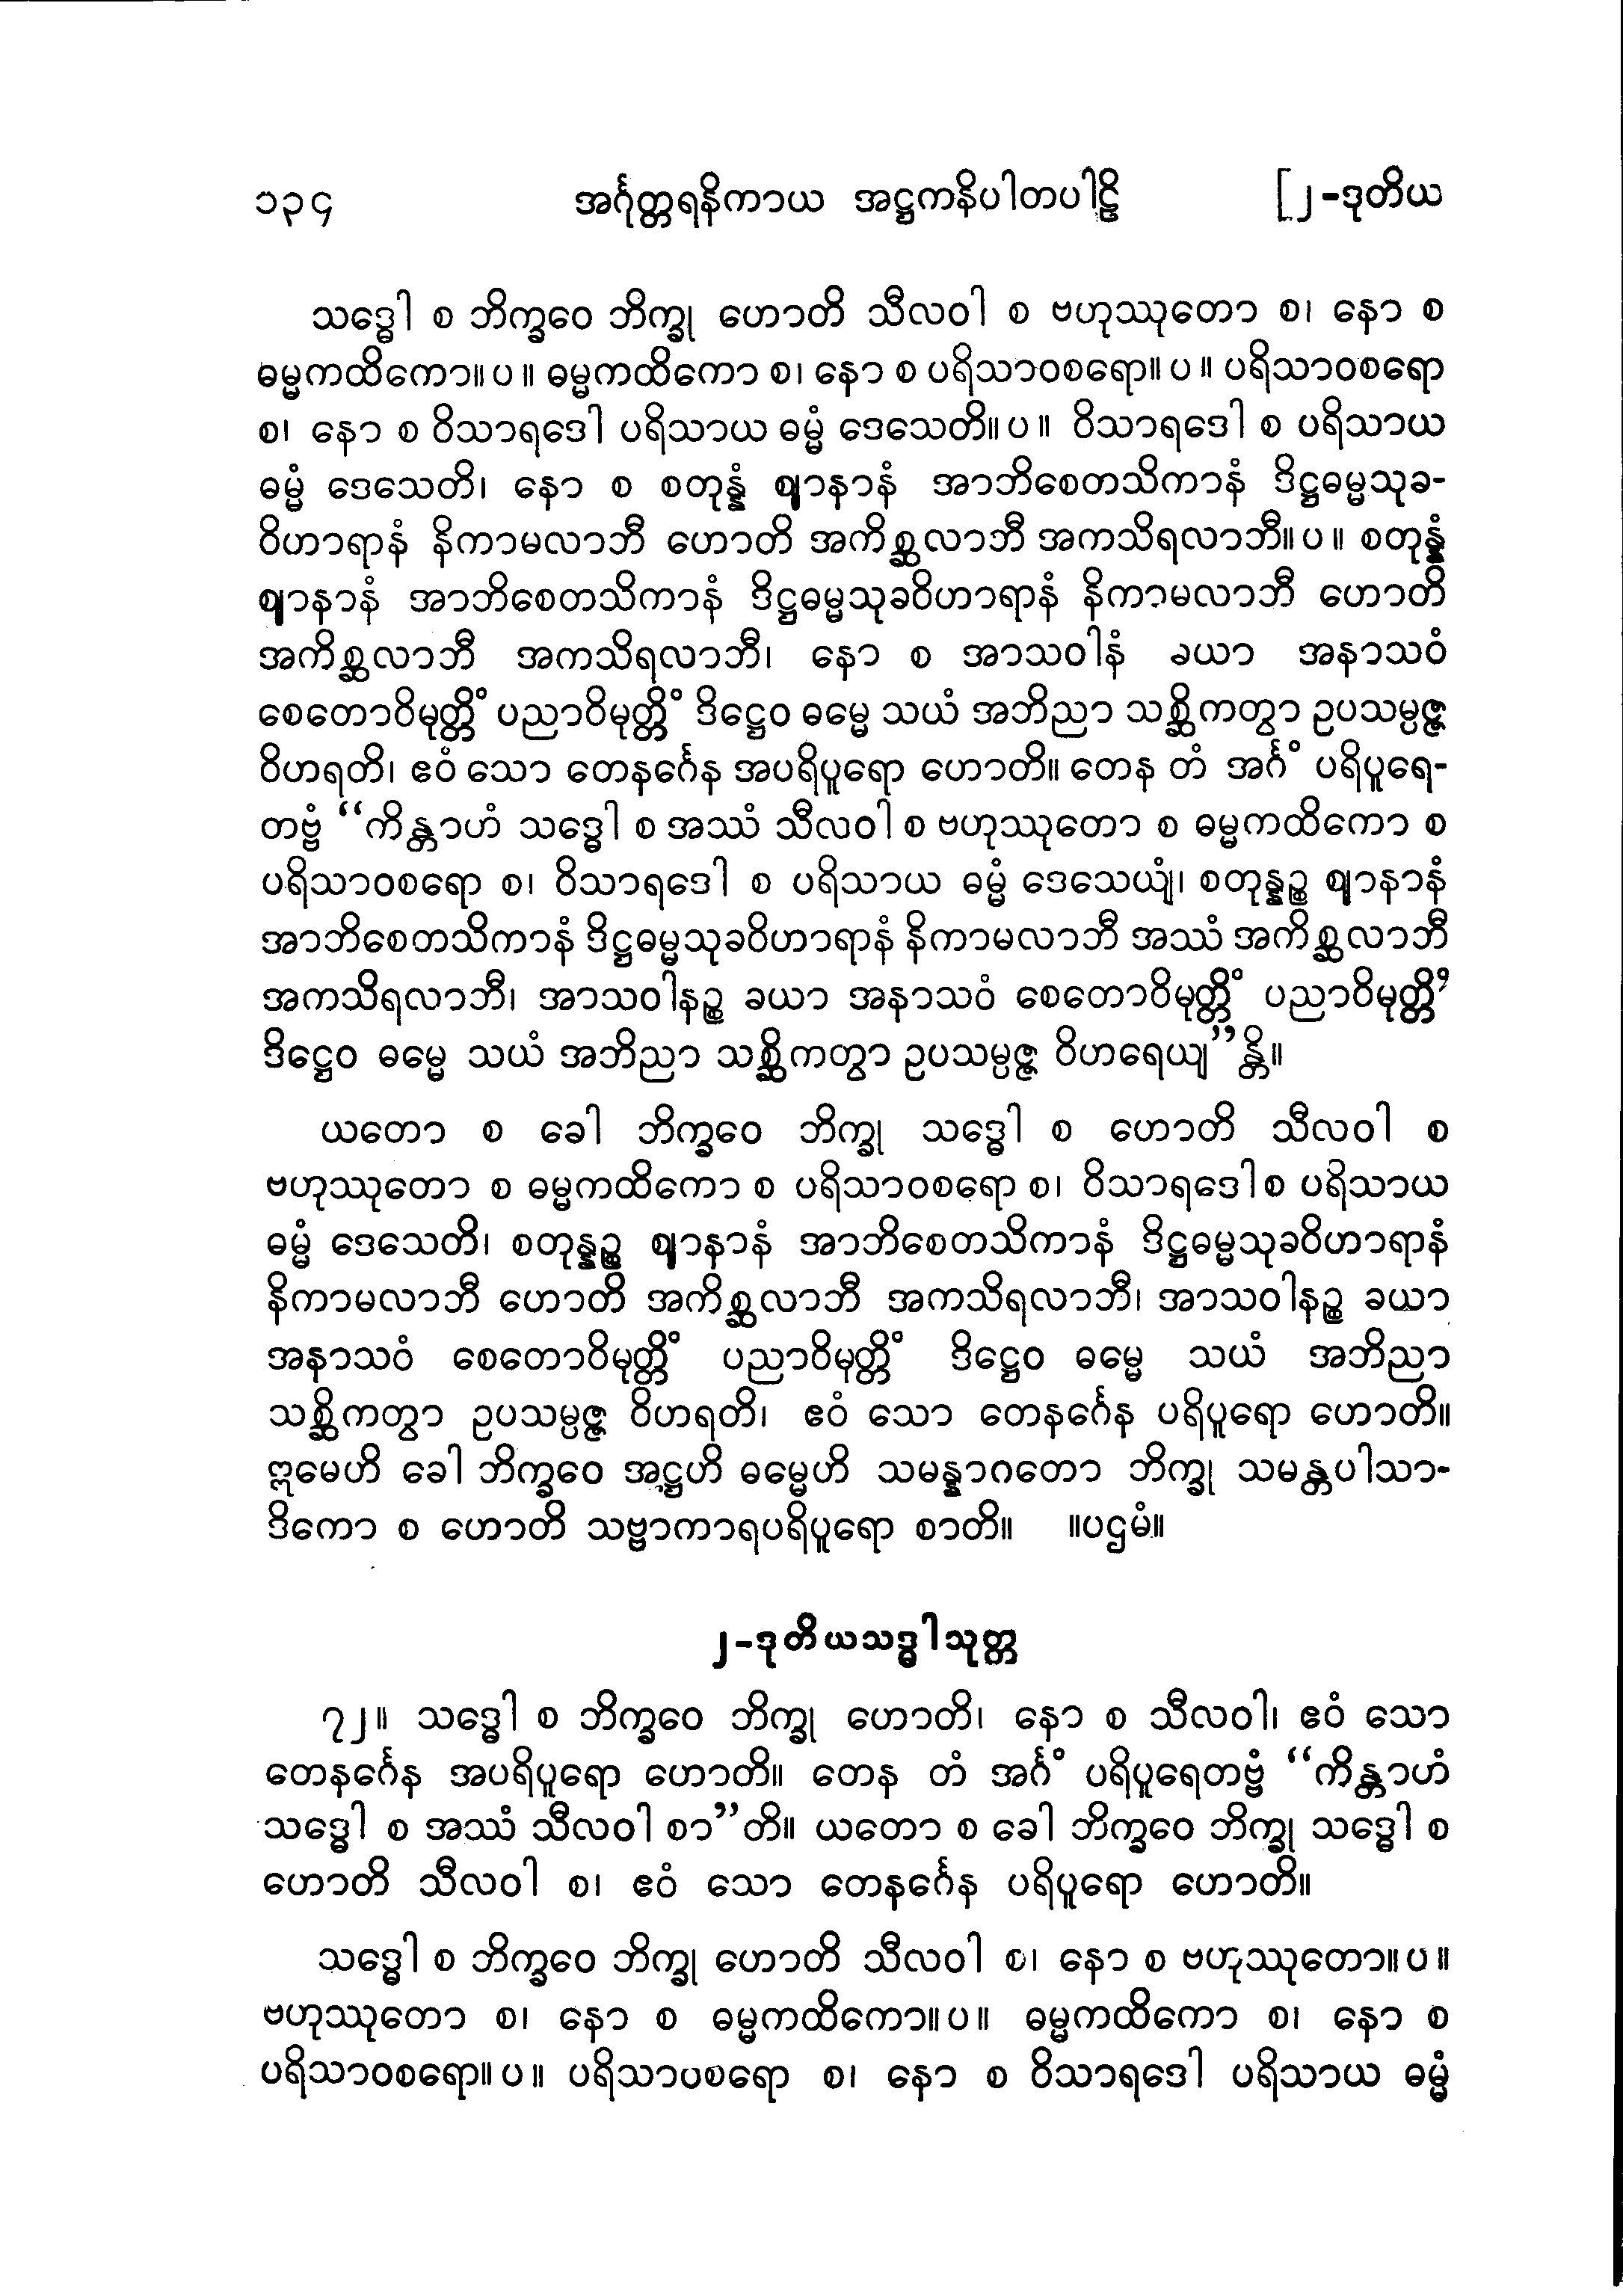 ၁၃၄ အင်္ဂုတ္တရနိကာယ အဋ္ဌကနိပါတပါဠိ [၂-ဒုတိယ
သဒ္ဓေါ စ ဘိက္ခဝေ ဘိက္ခု ဟောတိ သီလဝါ စ ဗဟုဿုတော စ၊ နော စ
ဓမ္မကထိကော။ ပ ။ ဓမ္မကထိကော စ၊ နော စ ပရိသာဝစရော။ ပ ။ ပရိသာဝစရော
စ၊ နော စ ဝိသာရဒေါ ပရိသာယ ဓမ္မံ ဒေသေတိ။ ပ ။ ဝိသာရဒေါ စ ပရိသာယ
ဓမ္မံ ဒေသေတိ၊ နော စ စတုန္နံ ဈာနာနံ အာဘိစေတသိကာနံ ဒိဋ္ဌဓမ္မသုခ-
ဝိဟာရာနံ နိကာမလာဘီ ဟောတိ အကိစ္ဆလာဘီ အကသိရလာဘီ။ ပ ။ စတုန္နံ
ဈာနာနံ အာဘိစေတသိကာနံ ဒိဋ္ဌဓမ္မသုခဝိဟာရာနံ နိကာမလာဘီ ဟောတိ
အကိစ္ဆလာဘီ အကသိရလာဘီ၊ နော စ အာသဝါနံ ခယာ အနာသဝံ
စေတောဝိမုတ္တိံ ပညာဝိမုတ္တိံ ဒိဋ္ဌေဝ ဓမ္မေ သယံ အဘိညာ သစ္ဆိကတွာ ဥပသမ္ပဇ္ဇ
ဝိဟရတိ၊ ဧဝံ သော တေနင်္ဂေန အပရိပူရော ဟောတိ။ တေန တံ အင်္ဂံ ပရိပူရေ-
တဗ္ဗံ “ကိန္တာဟံ သဒ္ဓေါ စ အဿံ သီလဝါ စ ဗဟုဿုတော စ ဓမ္မကထိကော စ
ပရိသာဝစရော စ၊ ဝိသာရဒေါ စ ပရိသာယ ဓမ္မံ ဒေသေယျံ၊ စတုန္နဉ္စ ဈာနာနံ
အာဘိစေတသိကာနံ ဒိဋ္ဌဓမ္မသုခဝိဟာရာနံ နိကာမလာဘီ အဿံ အကိစ္ဆလာဘီ
အကသိရလာဘီ၊ အာသဝါနဉ္စ ခယာ အနာသဝံ စေတောဝိမုတ္တိံ ပညာဝိမုတ္တိံ
ဒိဋ္ဌေဝ ဓမ္မေ သယံ အဘိညာ သစ္ဆိကတွာ ဥပသမ္ပဇ္ဇ ဝိဟရေယျ”န္တိ။
ယတော စ ခေါ ဘိက္ခဝေ ဘိက္ခု သဒ္ဓေါ စ ဟောတိ သီလဝါ စ
ဗဟုဿုတော စ ဓမ္မကထိကော စ ပရိသာဝစရော စ၊ ဝိသာရဒေါ စ ပရိသာယ
ဓမ္မံ ဒေသေတိ၊ စတုန္နဉ္စ ဈာနာနံ အာဘိစေတသိကာနံ ဒိဋ္ဌဓမ္မသုခဝိဟာရာနံ
နိကာမလာဘီ ဟောတိ အကိစ္ဆလာဘီ အကသိရလာဘီ၊ အာသဝါနဉ္စ ခယာ
အနာသဝံ စေတောဝိမုတ္တိံ ပညာဝိမုတ္တိံ ဒိဋ္ဌေဝ ဓမ္မေ သယံ အဘိညာ
သစ္ဆိကတွာ ဥပသမ္ပဇ္ဇ ဝိဟရတိ၊ ဧဝံ သော တေနင်္ဂေန ပရိပူရော ဟောတိ။
ဣမေဟိ ခေါ ဘိက္ခဝေ အဋ္ဌဟိ ဓမ္မေဟိ သမန္နာဂတော ဘိက္ခု သမန္တပါသာ-
ဒိကော စ ဟောတိ သဗ္ဗာကာရပရိပူရော စာတိ။ ။ပဌမံ။
၂-ဒုတိယသဒ္ဓါသုတ္တ
၇၂။ သဒ္ဓေါ စ ဘိက္ခဝေ ဘိက္ခု ဟောတိ၊ နော စ သီလဝါ၊ ဧဝံ သော
တေနင်္ဂေန အပရိပူရော ဟောတိ။ တေန တံ အင်္ဂံ ပရိပူရေတဗ္ဗံ “ကိန္တာဟံ
သဒ္ဓေါ စ အဿံ သီလဝါ စာ”တိ။ ယတော စ ခေါ ဘိက္ခဝေ ဘိက္ခု သဒ္ဓေါ စ
ဟောတိ သီလဝါ စ၊ ဧဝံ သော တေနင်္ဂေန ပရိပူရော ဟောတိ။
သဒ္ဓေါ စ ဘိက္ခဝေ ဘိက္ခု ဟောတိ သီလဝါ စ၊ နော စ ဗဟုဿုတော။ ပ ။
ဗဟုဿုတော စ၊ နော စ ဓမ္မကထိကော။ ပ ။ ဓမ္မကထိကော စ၊ နော စ
ပရိသာဝစရော။ ပ ။ ပရိသာဝစရော စ၊ နော စ ဝိသာရဒေါ ပရိသာယ ဓမ္မံ